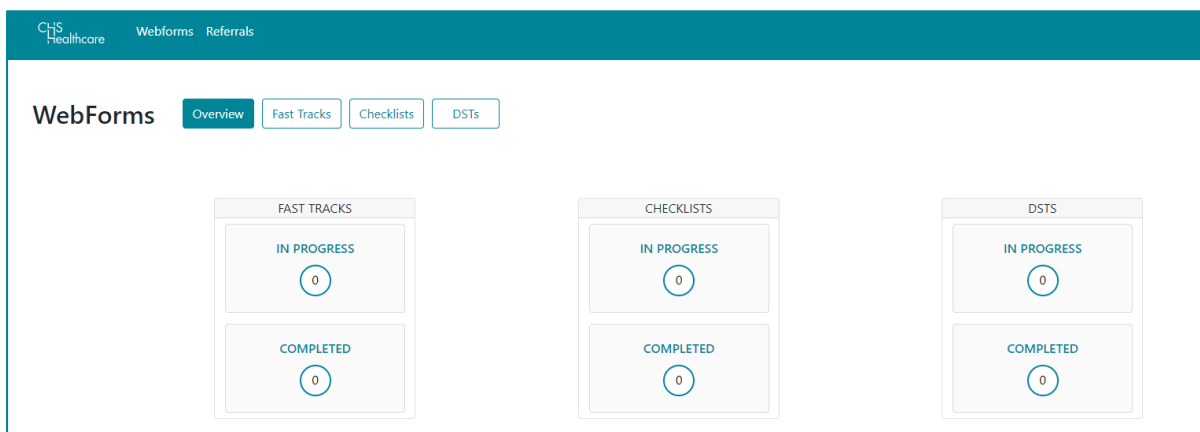 CHS
Healthcare
Webforms Referrals
WebForms
Overview Fast Tracks Checklists DSTs
FAST TRACKS CHECKLISTS DSTS
IN PROGRESS IN PROGRESS IN PROGRESS
0 0 0
COMPLETED COMPLETED COMPLETED
0 0 0